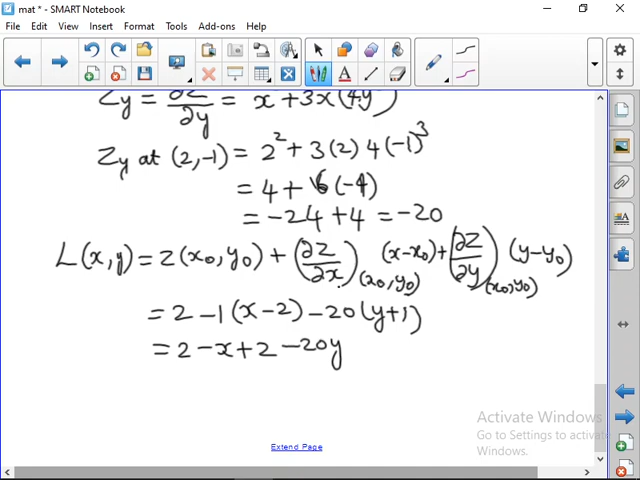 mat * - SMART Notebook
File Edit View Insert Format Tools Add-ons Help
Zy = ∂Z/∂y = x² + 3x(4y³)
Zy at (2,-1) = 2² + 3(2) 4(-1)³
= 4 + 6(-4)
= -24 + 4 = -20
L(x,y) = Z(x₀,y₀) + (∂Z/∂x)(x₀,y₀) (x-x₀) + (∂Z/∂y)(x₀,y₀) (y-y₀)
= 2 - 1(x-2) - 20(y+1)
= 2 - x + 2 - 20y
Activate Windows
Go to Settings to activate
Windows.
Extend Page